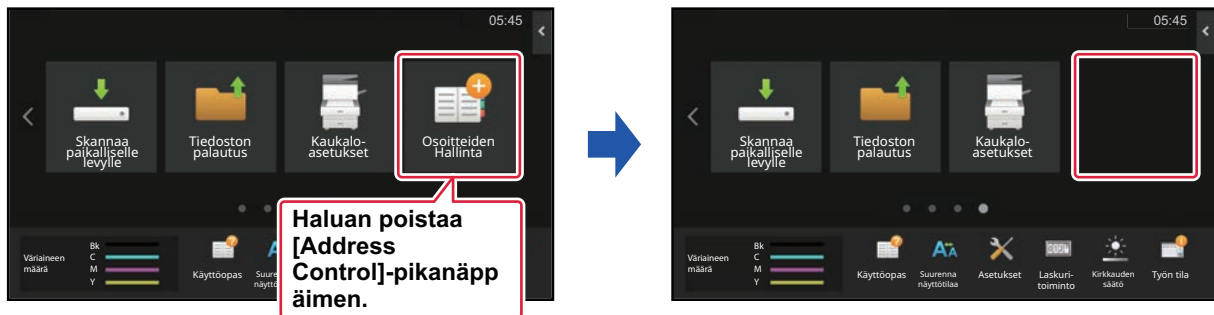 05:45
Skannaa
paikalliselle
levylle
Tiedoston
palautus
Kaukalo-
asetukset
Osoitteiden
Hallinta
Haluan poistaa
[Address
Control]-pikanäpp
äimen.
Väriaineen
määrä
Bk
C
M
Y
Käyttöopas
Suure
näyttö
05:45
Skannaa
paikalliselle
levylle
Tiedoston
palautus
Kaukalo-
asetukset
Väriaineen
määrä
Bk
C
M
Y
Käyttöopas
Suurenna
näyttötilaa
Asetukset
Laskuri-
toiminto
Kirkkauden
säätö
Työn tila